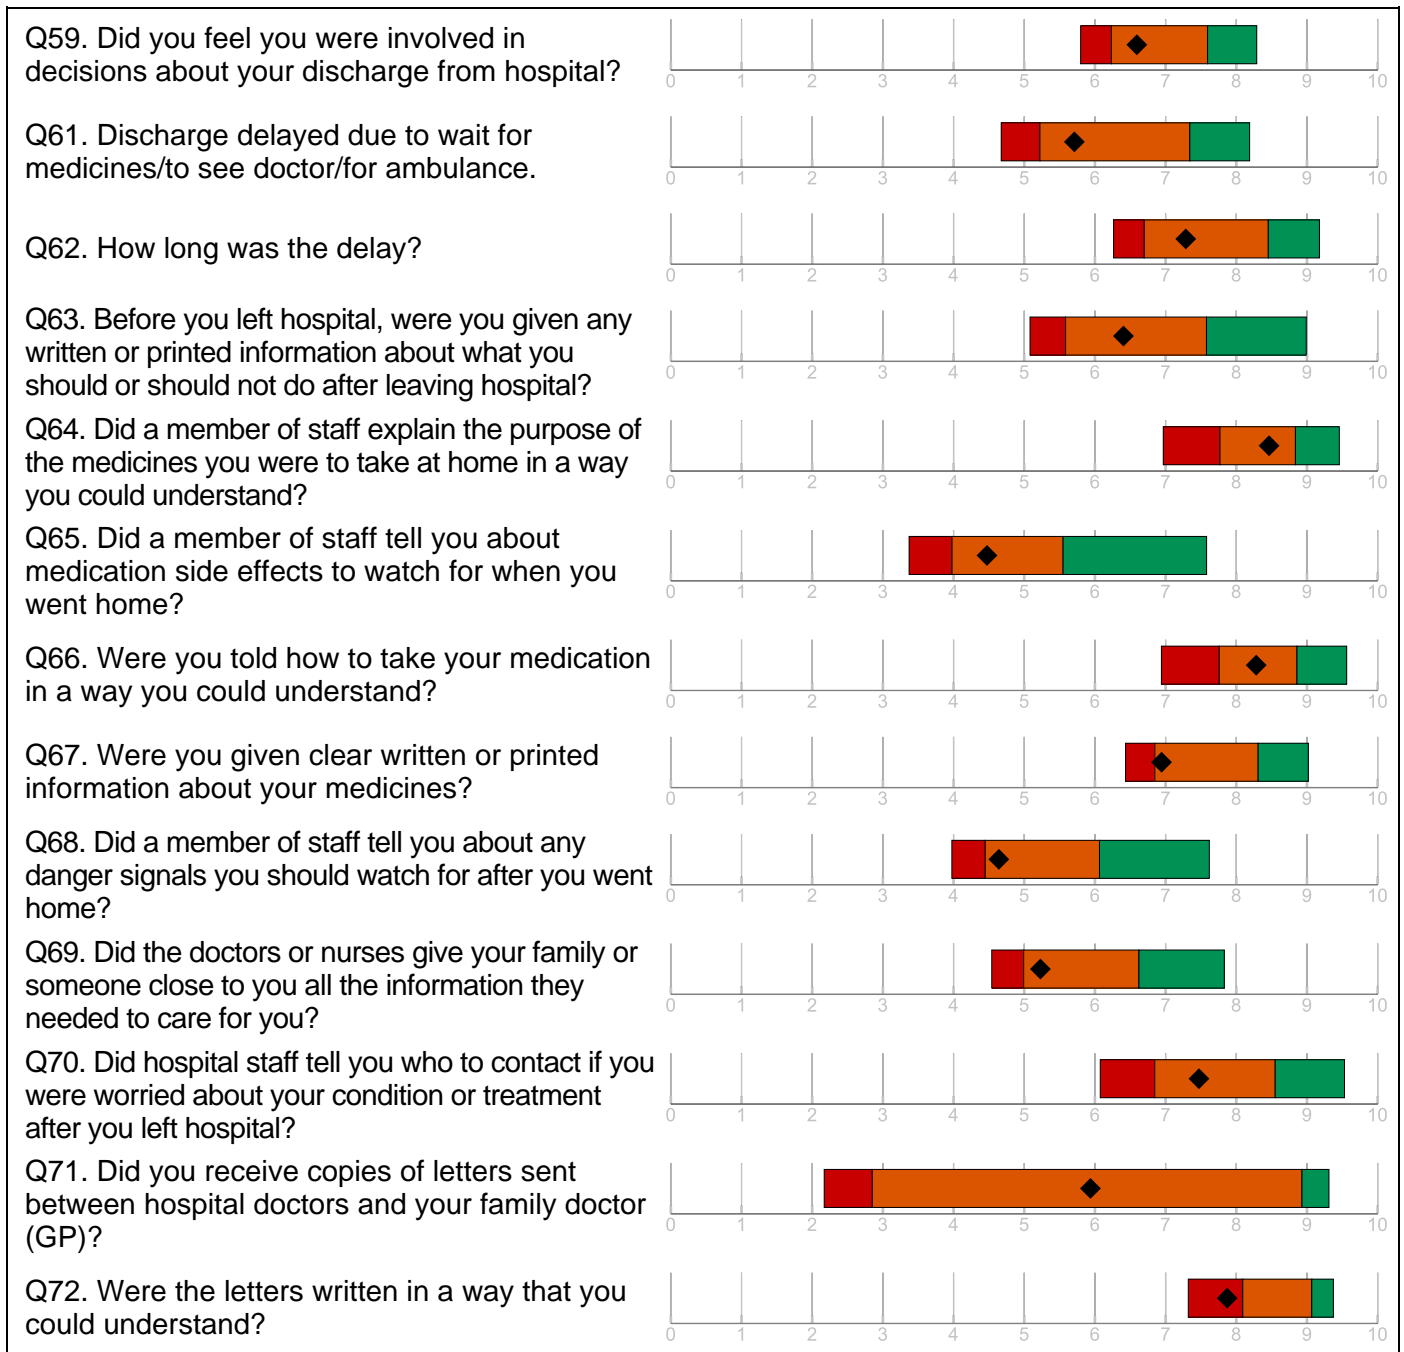 Q59. Did you feel you were involved in
decisions about your discharge from hospital?
0 1 2 3 4 5 6 7 8 9 10
Q61. Discharge delayed due to wait for
medicines/to see doctor/for ambulance.
0 1 2 3 4 5 6 7 8 9 10
Q62. How long was the delay?
0 1 2 3 4 5 6 7 8 9 10
Q63. Before you left hospital, were you given any
written or printed information about what you
should or should not do after leaving hospital?
0 1 2 3 4 5 6 7 8 9 10
Q64. Did a member of staff explain the purpose of
the medicines you were to take at home in a way
you could understand?
0 1 2 3 4 5 6 7 8 9 10
Q65. Did a member of staff tell you about
medication side effects to watch for when you
went home?
0 1 2 3 4 5 6 7 8 9 10
Q66. Were you told how to take your medication
in a way you could understand?
0 1 2 3 4 5 6 7 8 9 10
Q67. Were you given clear written or printed
information about your medicines?
0 1 2 3 4 5 6 7 8 9 10
Q68. Did a member of staff tell you about any
danger signals you should watch for after you went
home?
0 1 2 3 4 5 6 7 8 9 10
Q69. Did the doctors or nurses give your family or
someone close to you all the information they
needed to care for you?
0 1 2 3 4 5 6 7 8 9 10
Q70. Did hospital staff tell you who to contact if you
were worried about your condition or treatment
after you left hospital?
0 1 2 3 4 5 6 7 8 9 10
Q71. Did you receive copies of letters sent
between hospital doctors and your family doctor
(GP)?
0 1 2 3 4 5 6 7 8 9 10
Q72. Were the letters written in a way that you
could understand?
0 1 2 3 4 5 6 7 8 9 10